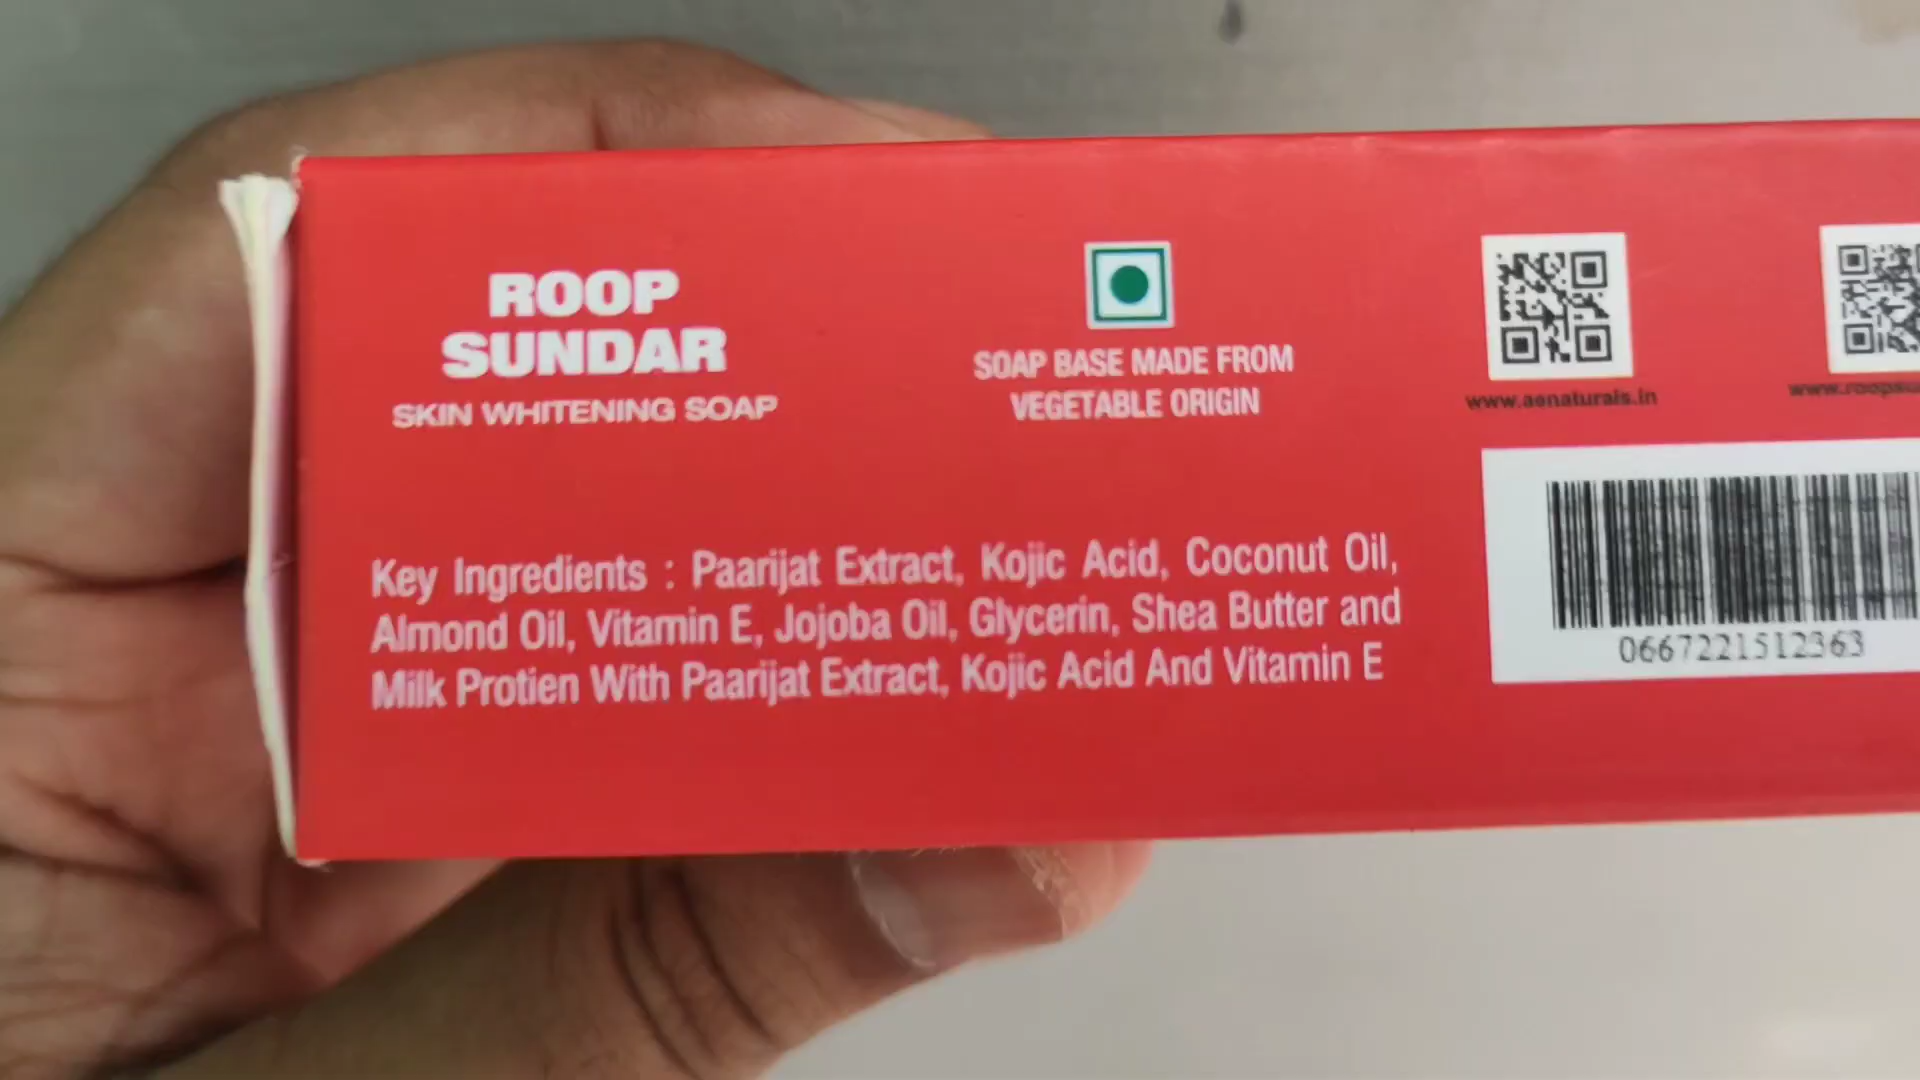 ROOP
SUNDAR
SKIN WHITENING SOAP
SOAP BASE MADE FROM
VEGETABLE ORIGIN
www.aenaturals.in
Key Ingredients : Paarijat Extract, Kojic Acid, Coconut Oil,
Almond Oil, Vitamin E, Jojoba Oil, Glycerin, Shea Butter and
Milk Protien With Paarijat Extract, Kojic Acid And Vitamin E
0667221512363